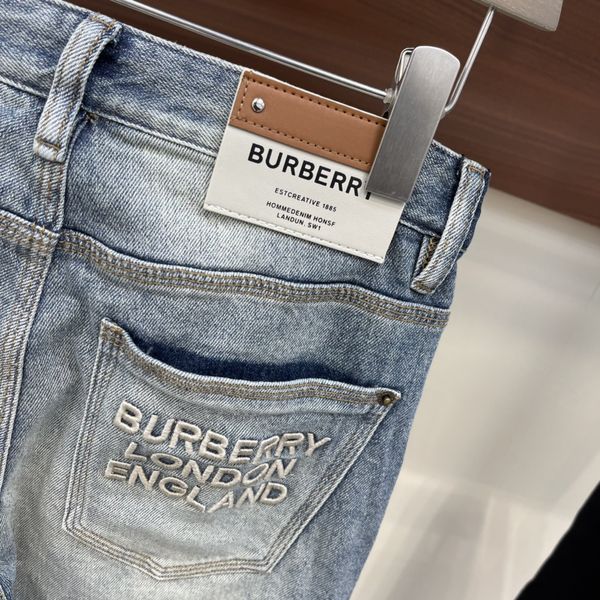 BURBERRY
ESTCREATIVE 1885
HOMMEDENIM HONSF
LANDUN, SW1
BURBERRY
LONDON
ENGLAND